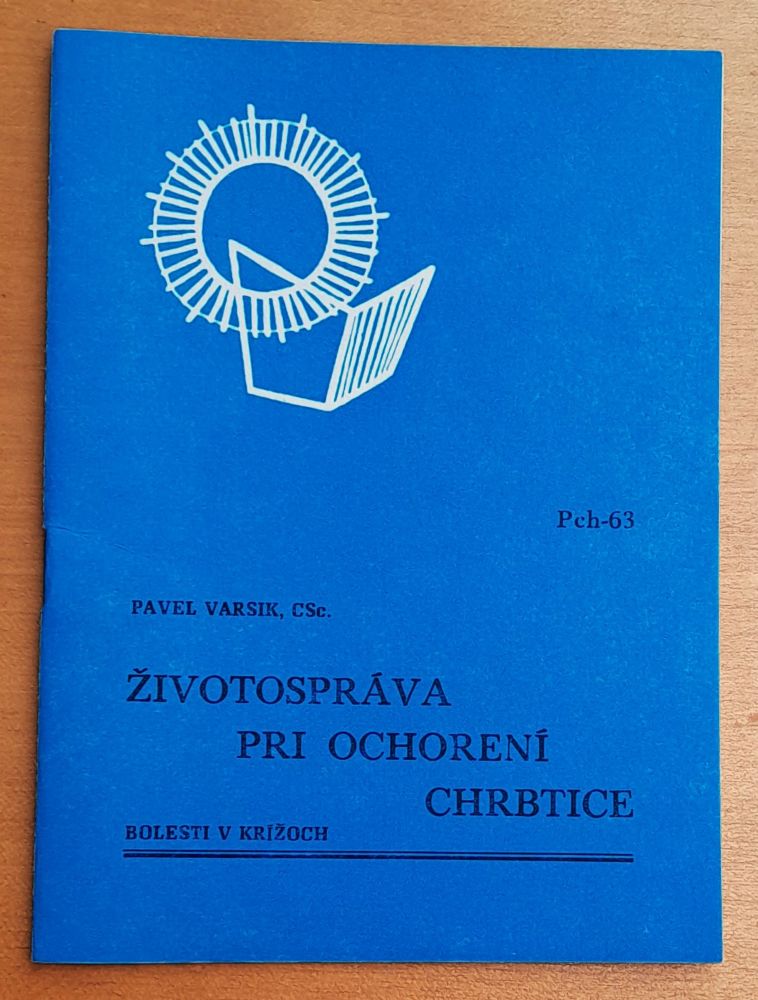 Pch-63
PAVEL VARSIK, CSc.
ŽIVOTOSPRÁVA
PRI OCHORENÍ
CHRBTICE
BOLESTI V KRÍŽOCH